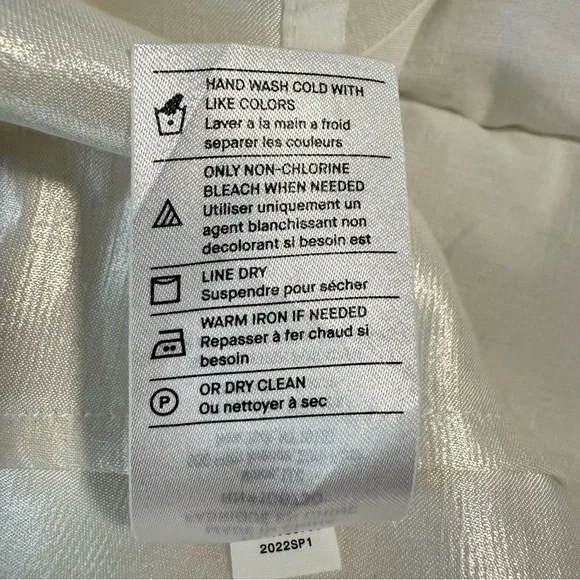 HAND WASH COLD WITH
LIKE COLORS
Laver a la main a froid
separer les couleurs
ONLY NON-CHLORINE
BLEACH WHEN NEEDED
Utiliser uniquement un
agent blanchissant non
decolorant si besoin est
LINE DRY
Suspendre pour sécher
WARM IRON IF NEEDED
Repasser à fer chaud si
besoin
P
OR DRY CLEAN
Ou nettoyer à sec
2022SP1